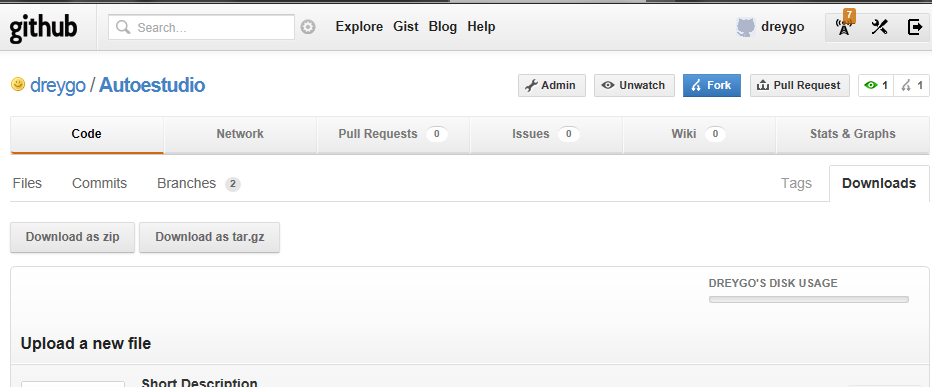 github Search... Explore Gist Blog Help dreygo 7
dreygo / Autoestudio Admin Unwatch Fork Pull Request 1 1
Code Network Pull Requests 0 Issues 0 Wiki 0 Stats & Graphs
Files Commits Branches 2 Tags Downloads
Download as zip Download as tar.gz
DREYGO'S DISK USAGE
Upload a new file
Short Description